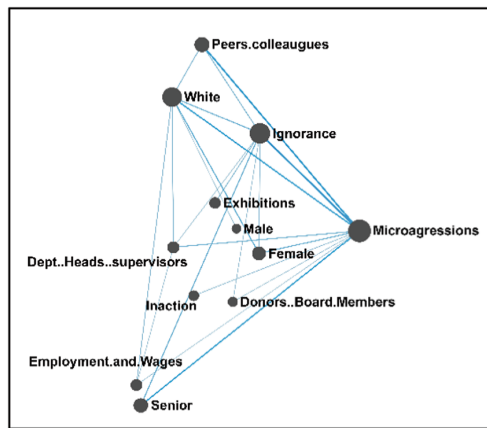 Peers.colleaugues
White
Ignorance
Exhibitions
Male
Microagressions
Female
Dept..Heads..supervisors
Inaction
Donors..Board.Members
Employment.and.Wages
Senior